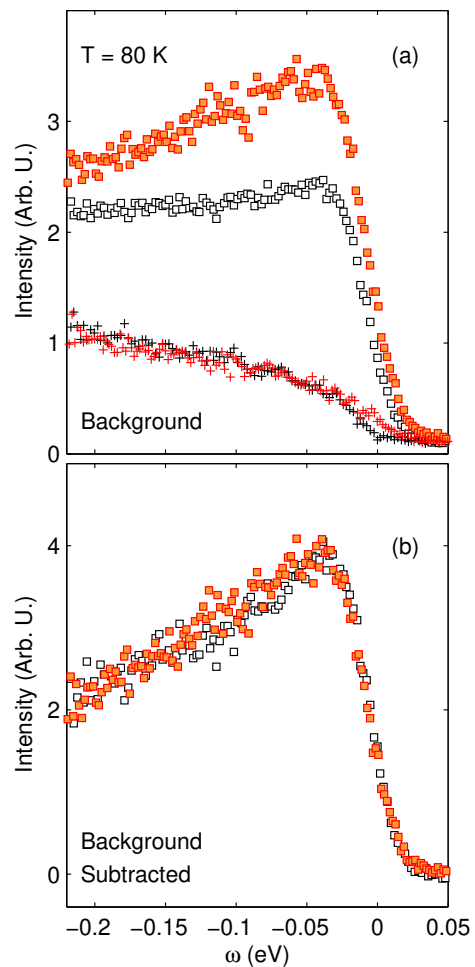 T = 80 K
(a)
3
2
1
0
Intensity (Arb. U.)
Background
(b)
4
2
0
Intensity (Arb. U.)
Background
Subtracted
−0.2 −0.15 −0.1 −0.05 0 0.05
ω (eV)